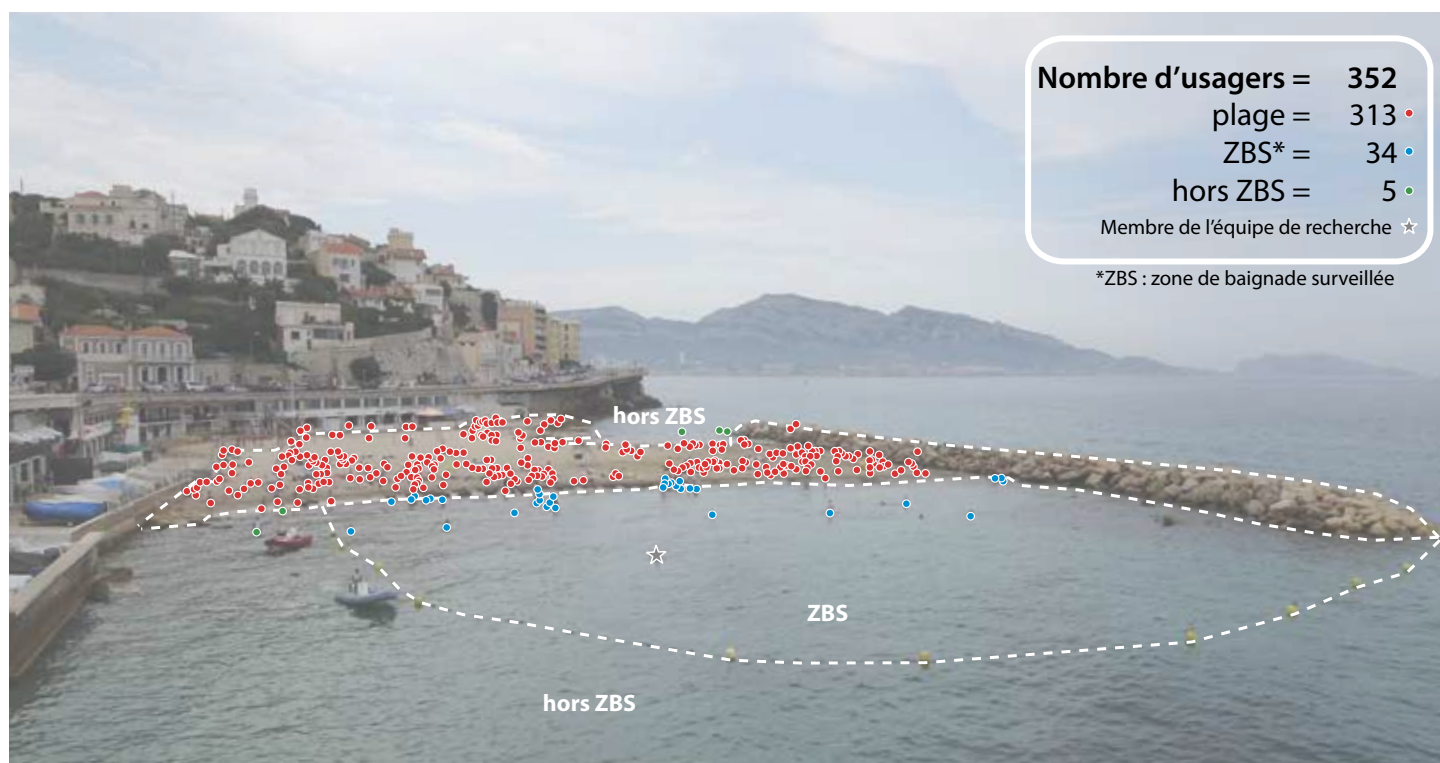 Nombre d'usagers = 352
plage = 313
ZBS* = 34
hors ZBS = 5
Membre de l'équipe de recherche
*ZBS : zone de baignade surveillée
hors ZBS
ZBS
hors ZBS